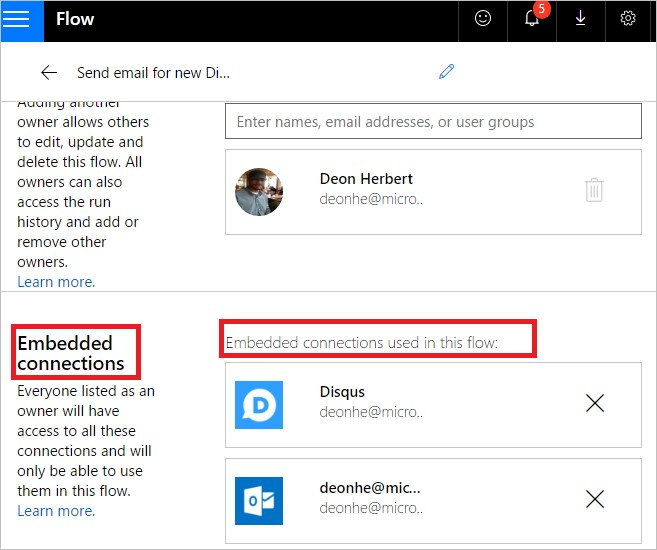 Flow
5
Send email for new Di...
Adding another
owner allows others
to edit, update and
delete this flow. All
owners can also
access the run
history and add or
remove other
owners.
Learn more.
Enter names, email addresses, or user groups
Deon Herbert
deonhe@micro..
Embedded
connections
Everyone listed as an
owner will have
access to all these
connections and will
only be able to use
them in this flow.
Learn more.
Embedded connections used in this flow:
Disqus
deonhe@micro..
deonhe@mic...
deonhe@micro..